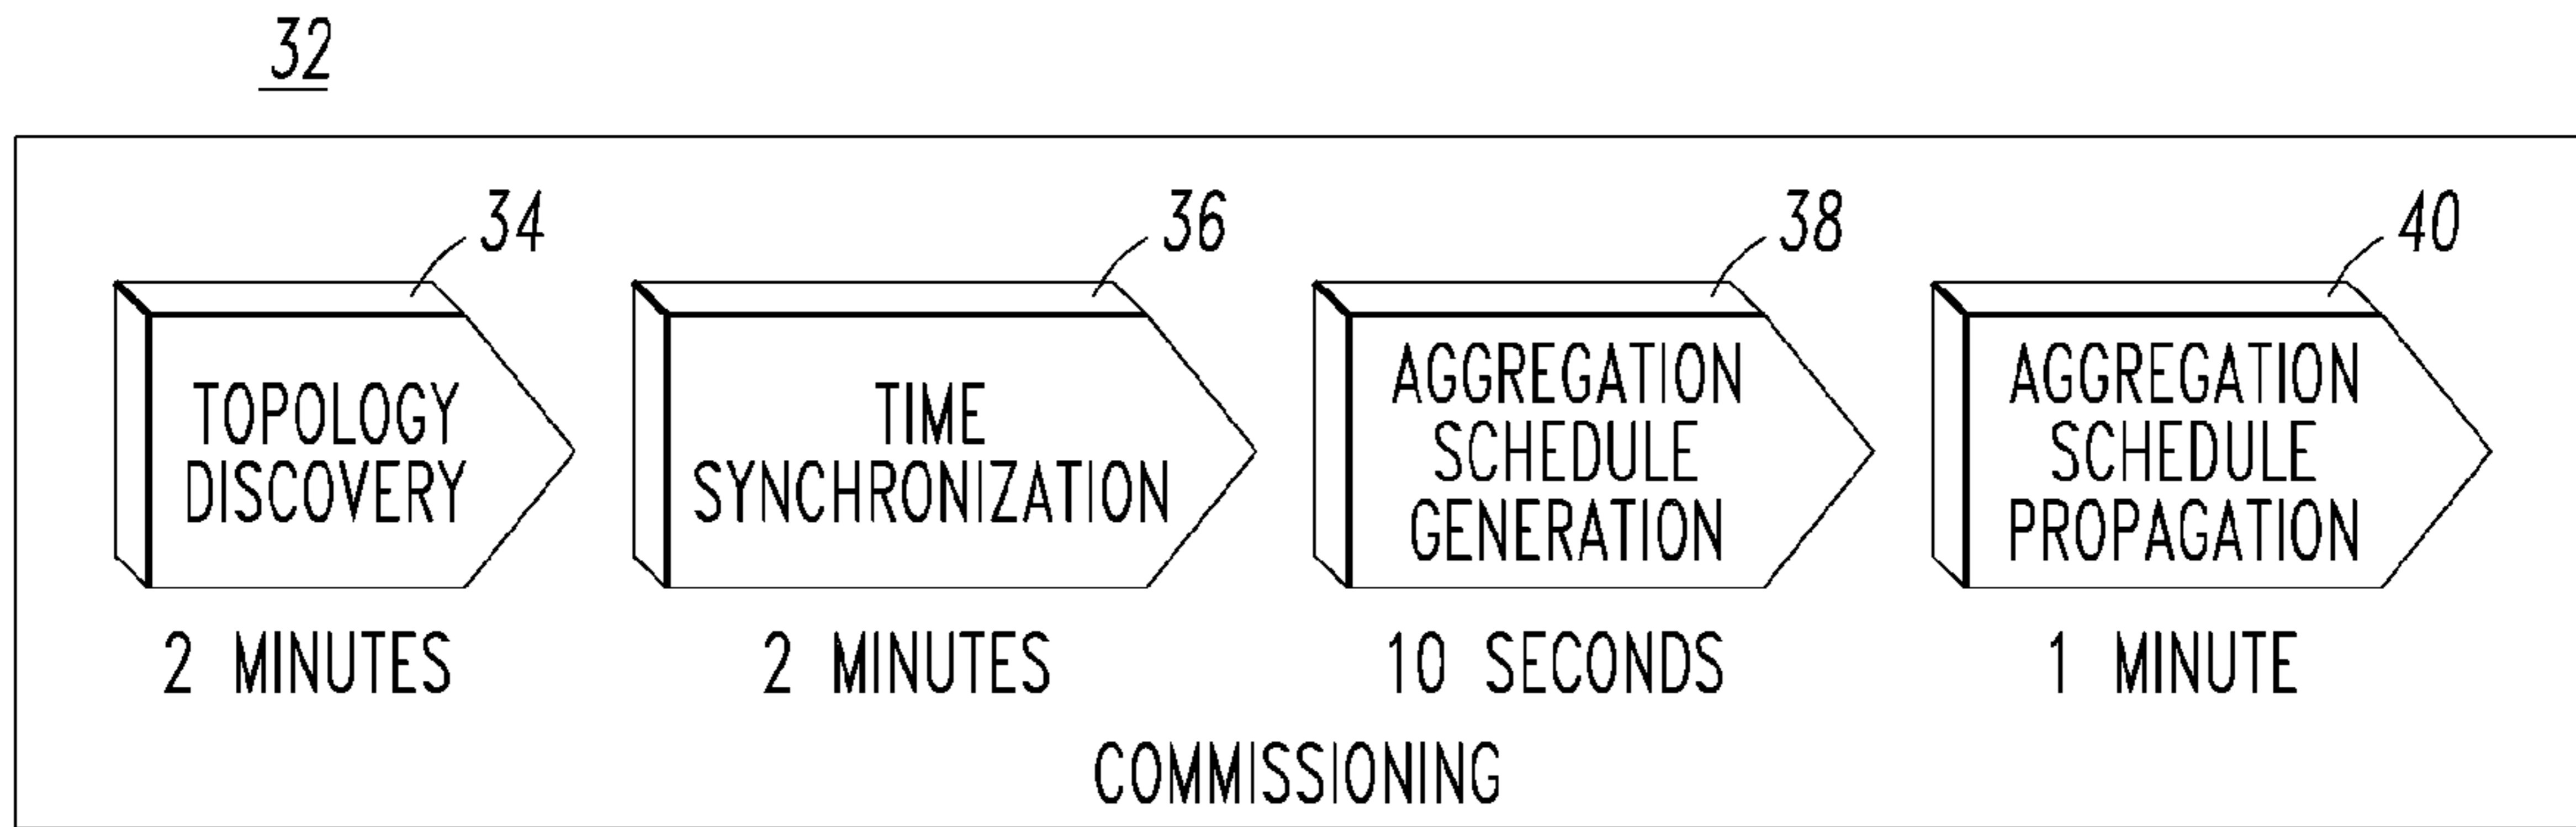 32
34
36
38
40
TOPOLOGY
DISCOVERY
TIME
SYNCHRONIZATION
AGGREGATION
SCHEDULE
GENERATION
AGGREGATION
SCHEDULE
PROPAGATION
2 MINUTES
2 MINUTES
10 SECONDS
1 MINUTE
COMMISSIONING